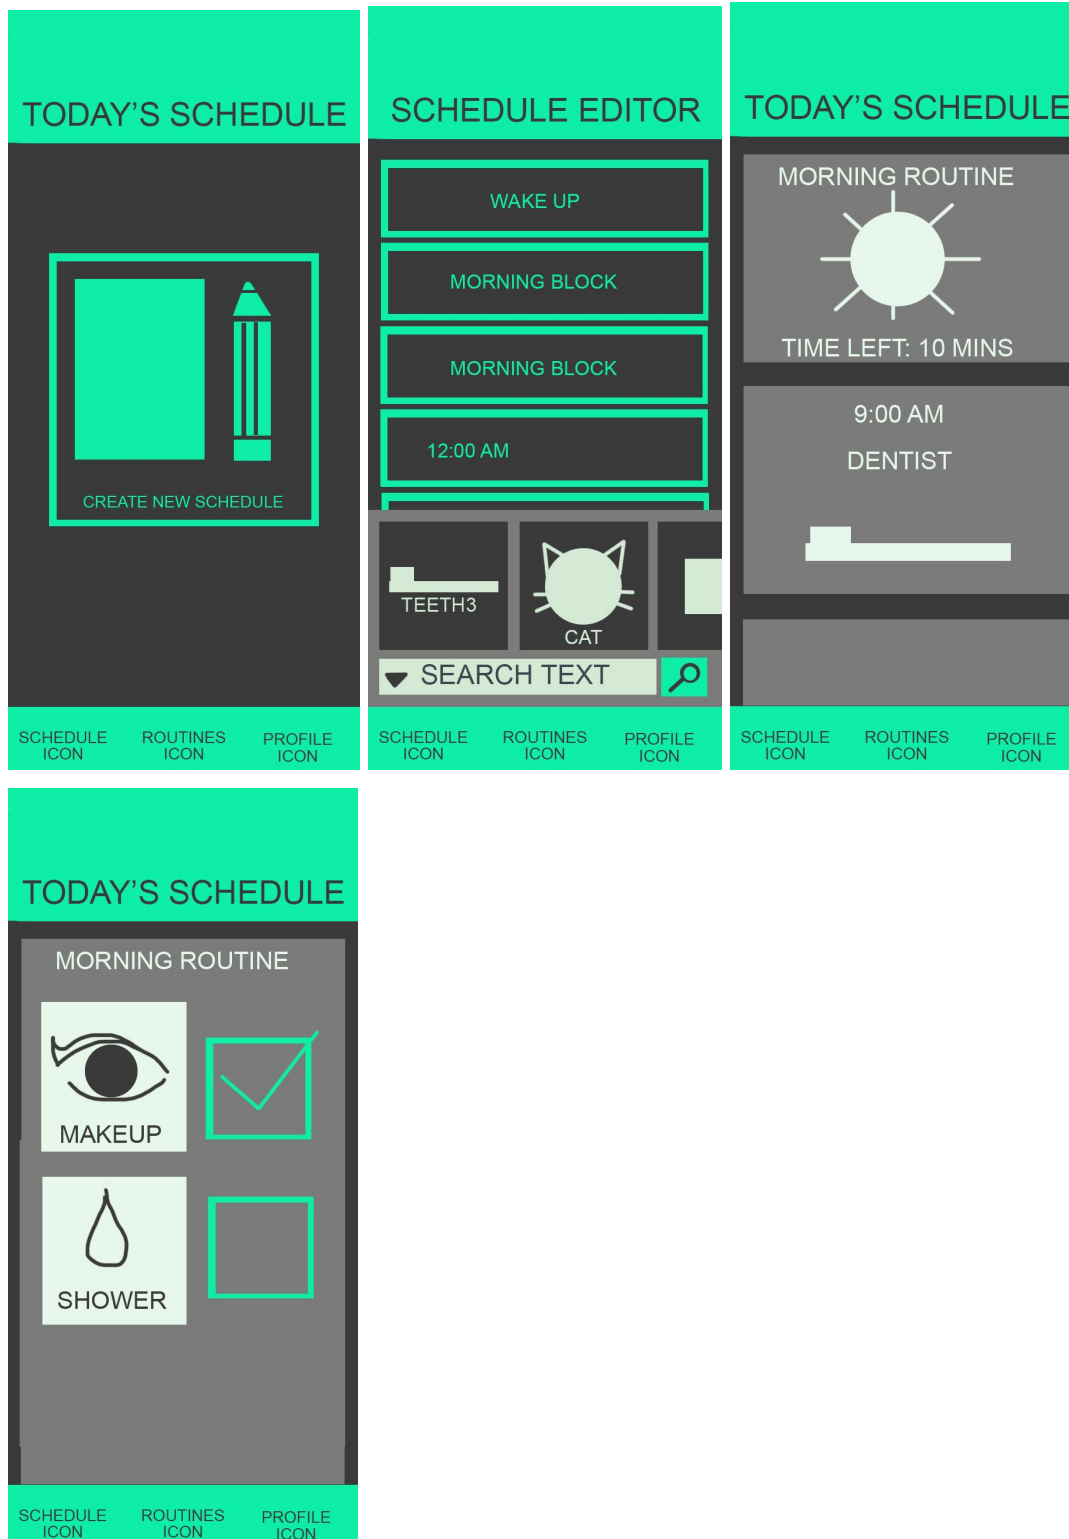 TODAY'S SCHEDULE
CREATE NEW SCHEDULE
SCHEDULE
ICON
ROUTINES
ICON
PROFILE
ICON
SCHEDULE EDITOR
WAKE UP
MORNING BLOCK
MORNING BLOCK
12:00 AM
TEETH3
CAT
SEARCH TEXT
SCHEDULE
ICON
ROUTINES
ICON
PROFILE
ICON
TODAY'S SCHEDULE
MORNING ROUTINE
TIME LEFT: 10 MINS
9:00 AM
DENTIST
SCHEDULE
ICON
ROUTINES
ICON
PROFILE
ICON
TODAY'S SCHEDULE
MORNING ROUTINE
MAKEUP
SHOWER
SCHEDULE
ICON
ROUTINES
ICON
PROFILE
ICON